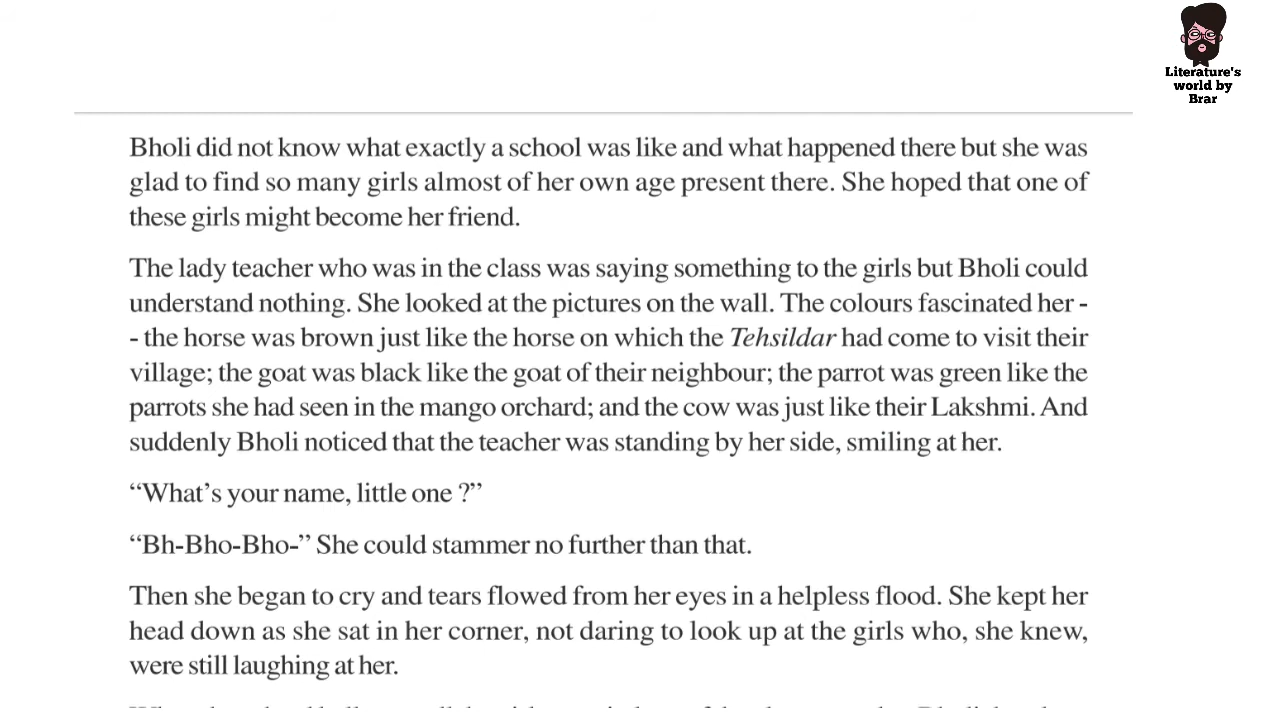 Literature's
world by
Brar
Bholi did not know what exactly a school was like and what happened there but she was
glad to find so many girls almost of her own age present there. She hoped that one of
these girls might become her friend.
The lady teacher who was in the class was saying something to the girls but Bholi could
understand nothing. She looked at the pictures on the wall. The colours fascinated her -
- the horse was brown just like the horse on which the Tehsildar had come to visit their
village; the goat was black like the goat of their neighbour; the parrot was green like the
parrots she had seen in the mango orchard; and the cow was just like their Lakshmi. And
suddenly Bholi noticed that the teacher was standing by her side, smiling at her.
“What’s your name, little one ?”
“Bh-Bho-Bho-” She could stammer no further than that.
Then she began to cry and tears flowed from her eyes in a helpless flood. She kept her
head down as she sat in her corner, not daring to look up at the girls who, she knew,
were still laughing at her.